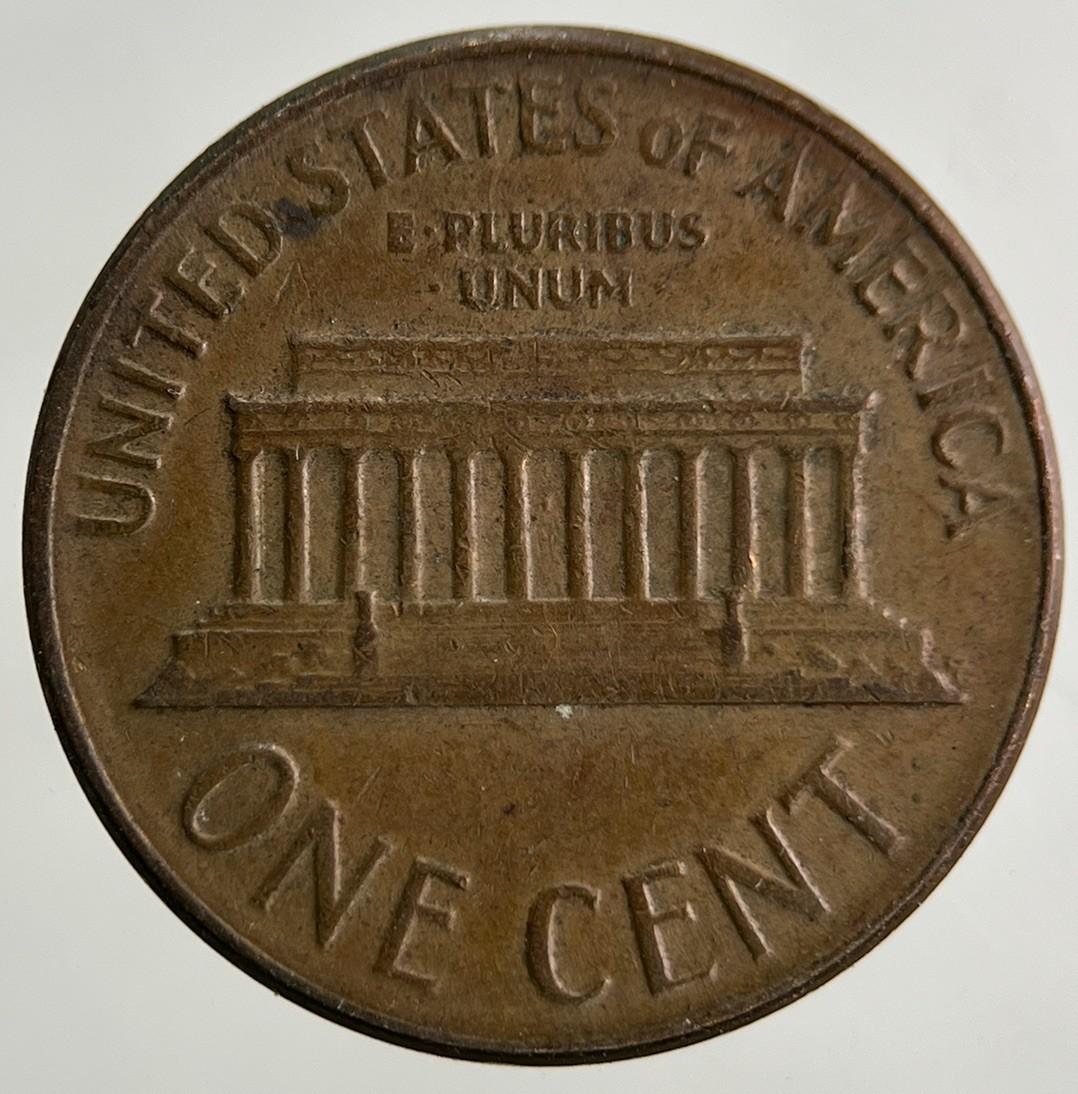 UNITED STATES OF AMERICA
E·PLURIBUS
UNUM
ONE CENT